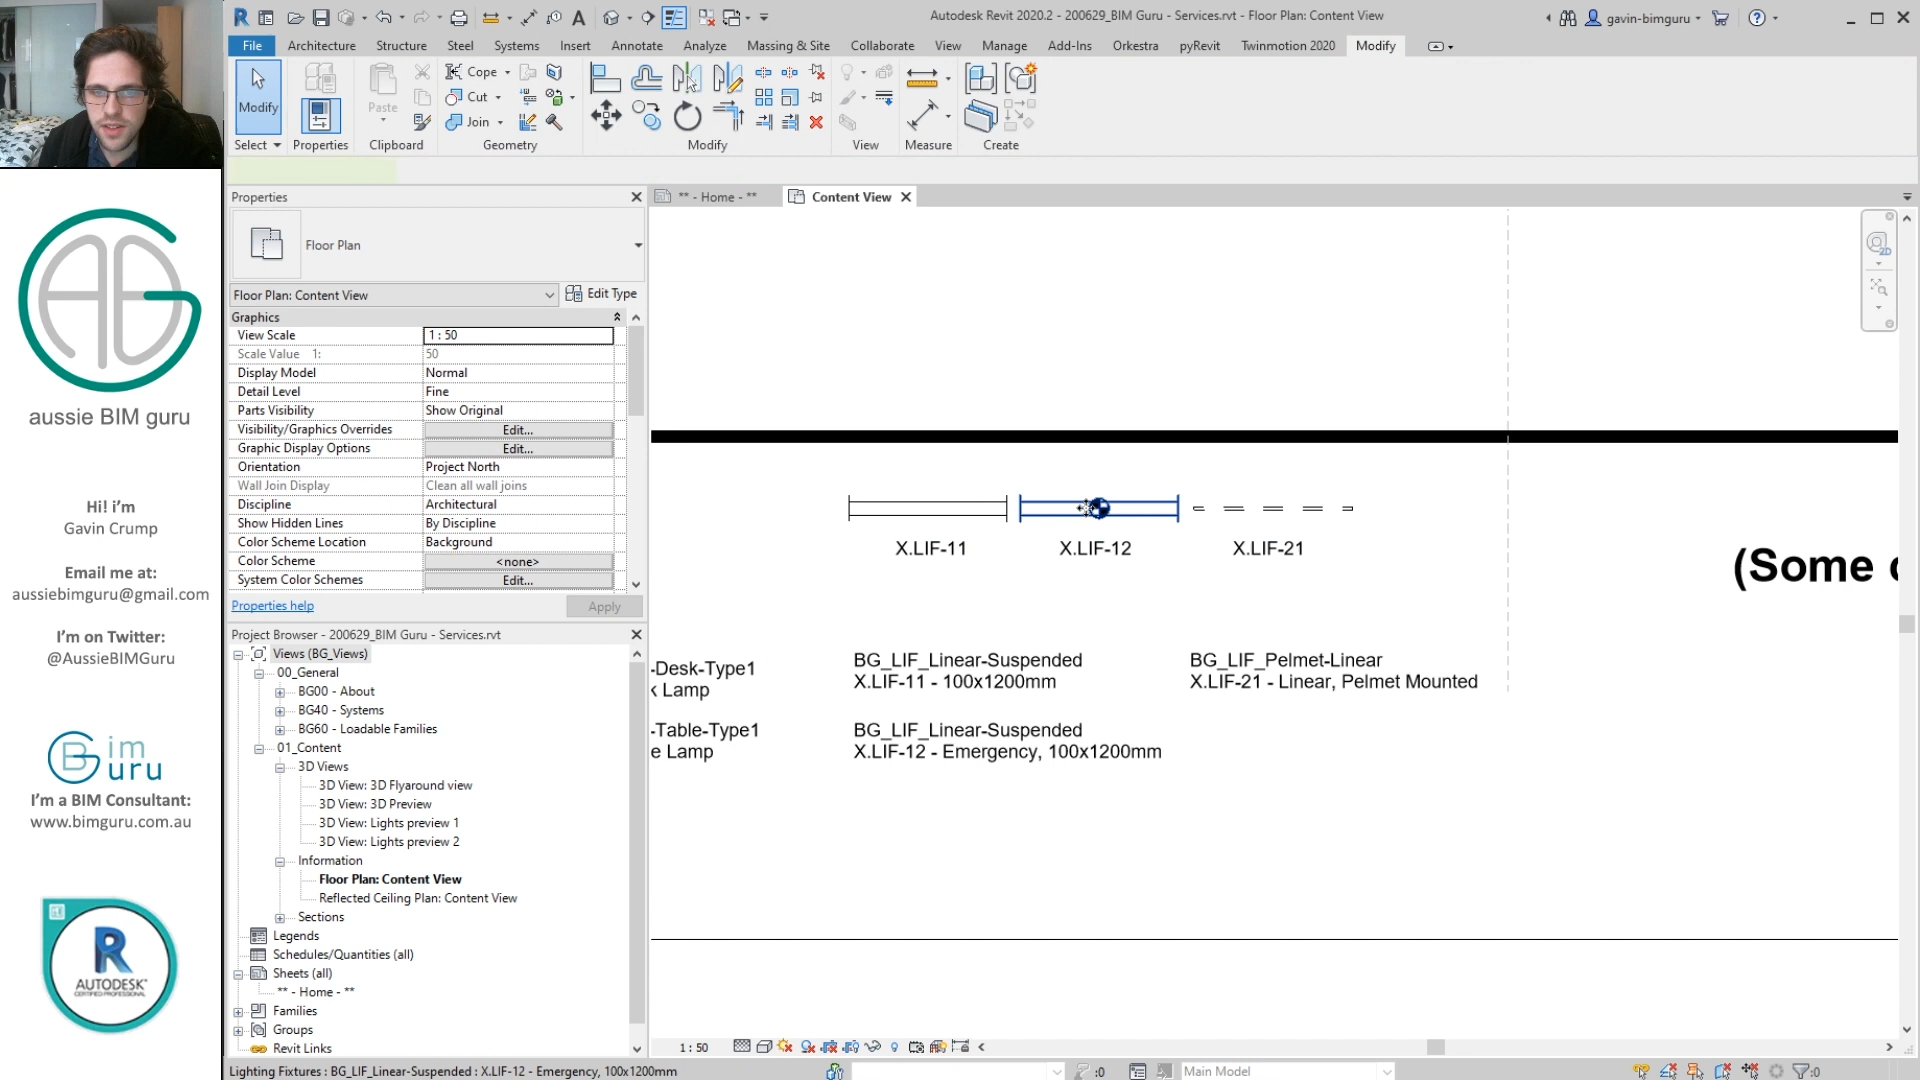 Autodesk Revit 2020.2 - 200629_BIM Guru - Services.rvt - Floor Plan: Content View
gavin-bimguru
File Architecture Structure Steel Systems Insert Annotate Analyze Massing & Site Collaborate View Manage Add-Ins Orkestra pyRevit Twinmotion 2020 Modify
Modify
Paste
Cope
Cut
Join
Select Properties Clipboard Geometry Modify View Measure Create
Properties
Floor Plan
Floor Plan: Content View
Edit Type
Graphics
View Scale 1 : 50
Scale Value 1: 50
Display Model Normal
Detail Level Fine
Parts Visibility Show Original
Visibility/Graphics Overrides Edit...
Graphic Display Options Edit...
Orientation Project North
Wall Join Display Clean all wall joins
Discipline Architectural
Show Hidden Lines By Discipline
Color Scheme Location Background
Color Scheme <none>
System Color Schemes Edit...
Properties help
Apply
Project Browser - 200629_BIM Guru - Services.rvt
Views (BG_Views)
00_General
BG00 - About
BG40 - Systems
BG60 - Loadable Families
01_Content
3D Views
3D View: 3D Flyaround view
3D View: 3D Preview
3D View: Lights preview 1
3D View: Lights preview 2
Information
Floor Plan: Content View
Reflected Ceiling Plan: Content View
Sections
Legends
Schedules/Quantities (all)
Sheets (all)
** - Home - **
Families
Groups
Revit Links
** - Home - **
Content View
2D
X.LIF-11
X.LIF-12
X.LIF-21
(Some
-Desk-Type1
k Lamp
-Table-Type1
e Lamp
BG_LIF_Linear-Suspended
X.LIF-11 - 100x1200mm
BG_LIF_Linear-Suspended
X.LIF-12 - Emergency, 100x1200mm
BG_LIF_Pelmet-Linear
X.LIF-21 - Linear, Pelmet Mounted
1 : 50
Lighting Fixtures : BG_LIF_Linear-Suspended : X.LIF-12 - Emergency, 100x1200mm
:0
Main Model
:0
aussie BIM guru
Hi! i'm
Gavin Crump
Email me at:
aussiebimguru@gmail.com
I'm on Twitter:
@AussieBIMGuru
Bim
Guru
I'm a BIM Consultant:
www.bimguru.com.au
R
AUTODESK
CERTIFIED PROFESSIONAL